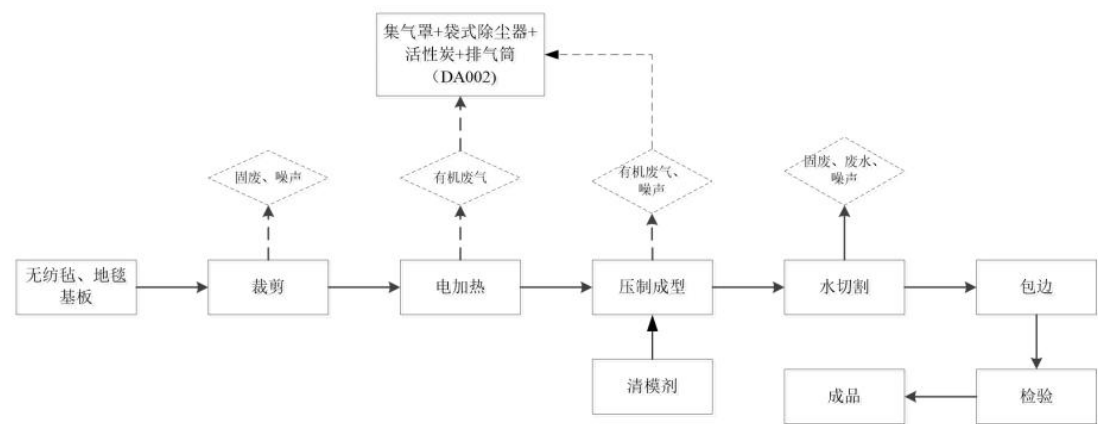 集气罩+袋式除尘器+
活性炭+排气筒
（DA002)
固废、噪声
有机废气
有机废气、
噪声
固废、废水、
噪声
无纺毡、地毯
基板
裁剪
电加热
压制成型
水切割
包边
清模剂
成品
检验